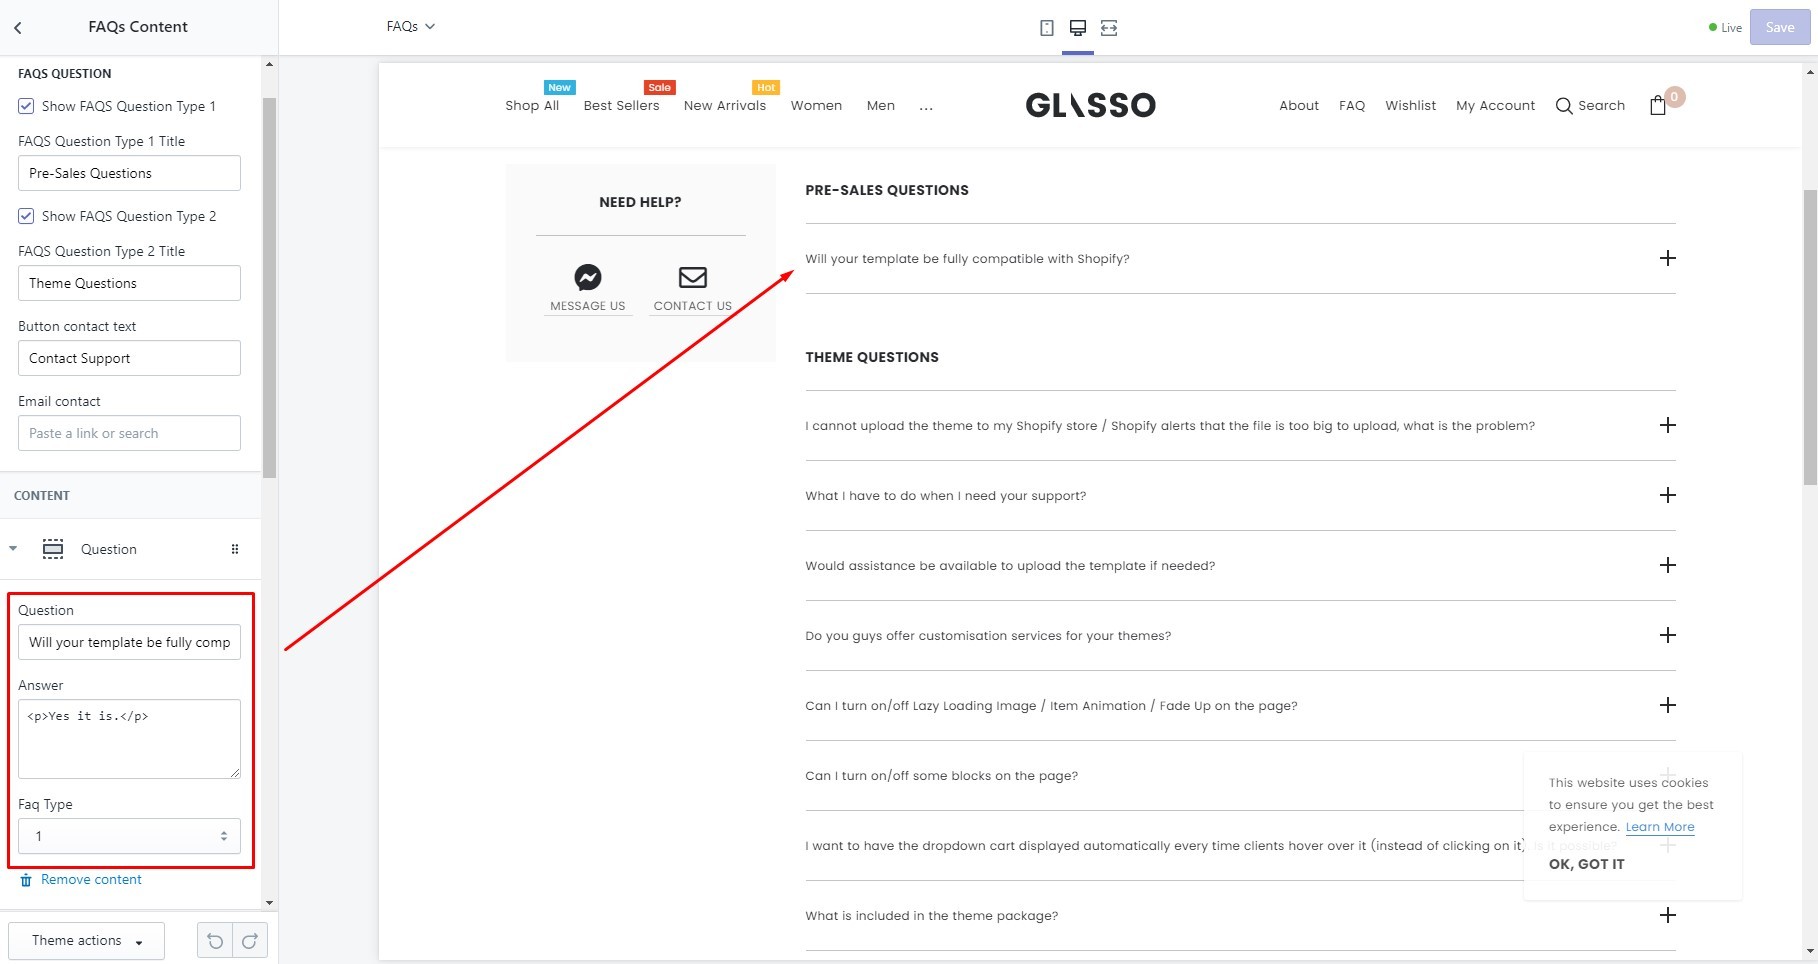 FAQs Content
FAQS QUESTION
Show FAQS Question Type 1
FAQS Question Type 1 Title
Pre-Sales Questions
Show FAQS Question Type 2
FAQS Question Type 2 Title
Theme Questions
Button contact text
Contact Support
Email contact
Paste a link or search
CONTENT
Question
Question
Will your template be fully comp
Answer
<p>Yes it is.</p>
Faq Type
1
Remove content
Theme actions
FAQs
Live
Save
New
Sale
Hot
Shop All Best Sellers New Arrivals Women Men ...
GLASSO
About FAQ Wishlist My Account Search 0
NEED HELP?
MESSAGE US CONTACT US
PRE-SALES QUESTIONS
Will your template be fully compatible with Shopify?
THEME QUESTIONS
I cannot upload the theme to my Shopify store / Shopify alerts that the file is too big to upload, what is the problem?
What I have to do when I need your support?
Would assistance be available to upload the template if needed?
Do you guys offer customisation services for your themes?
Can I turn on/off Lazy Loading Image / Item Animation / Fade Up on the page?
Can I turn on/off some blocks on the page?
I want to have the dropdown cart displayed automatically every time clients hover over it (instead of clicking on it), is it possible?
What is included in the theme package?
This website uses cookies
to ensure you get the best
experience. Learn More
OK, GOT IT